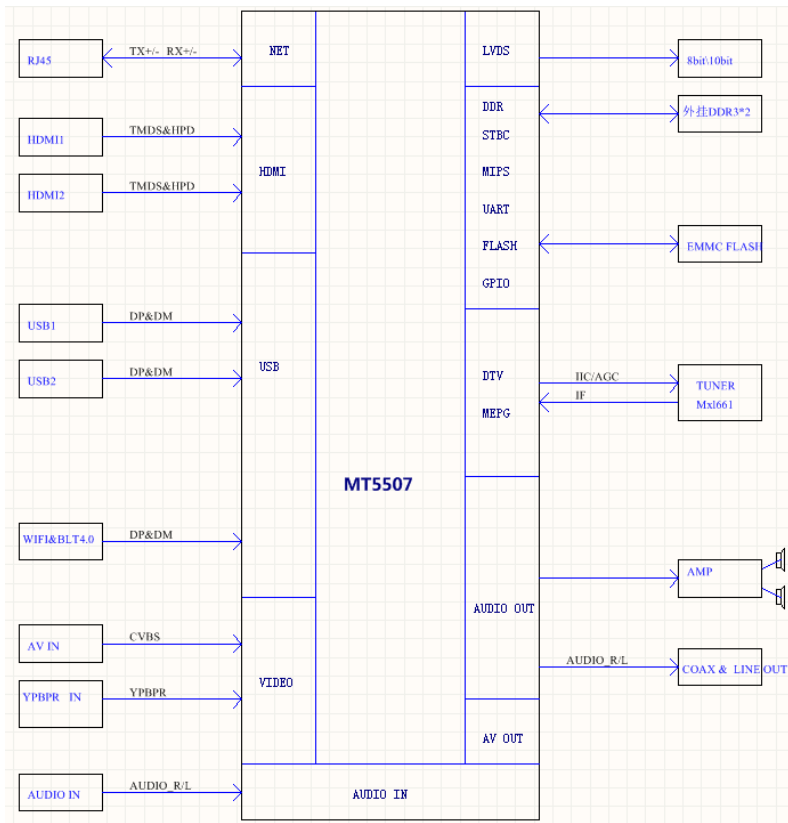 NET
LVDS
TX+/- RX+/-
RJ45
8bit\10bit
DDR
外挂DDR3*2
TMDS&HPD
HDMI1
STBC
HDMI
MIPS
TMDS&HPD
HDMI2
UART
FLASH
EMMC FLASH
GPIO
DP&DM
USB1
USB
DP&DM
USB2
DTV
IIC/AGC
TUNER
IF
Mxl661
MEPG
MT5507
DP&DM
WIFI&BLT4.0
AMP
AUDIO OUT
CVBS
AV IN
AUDIO_R/L
COAX & LINE OUT
VIDEO
YPBPR IN
YPBPR
AV OUT
AUDIO_R/L
AUDIO IN
AUDIO IN